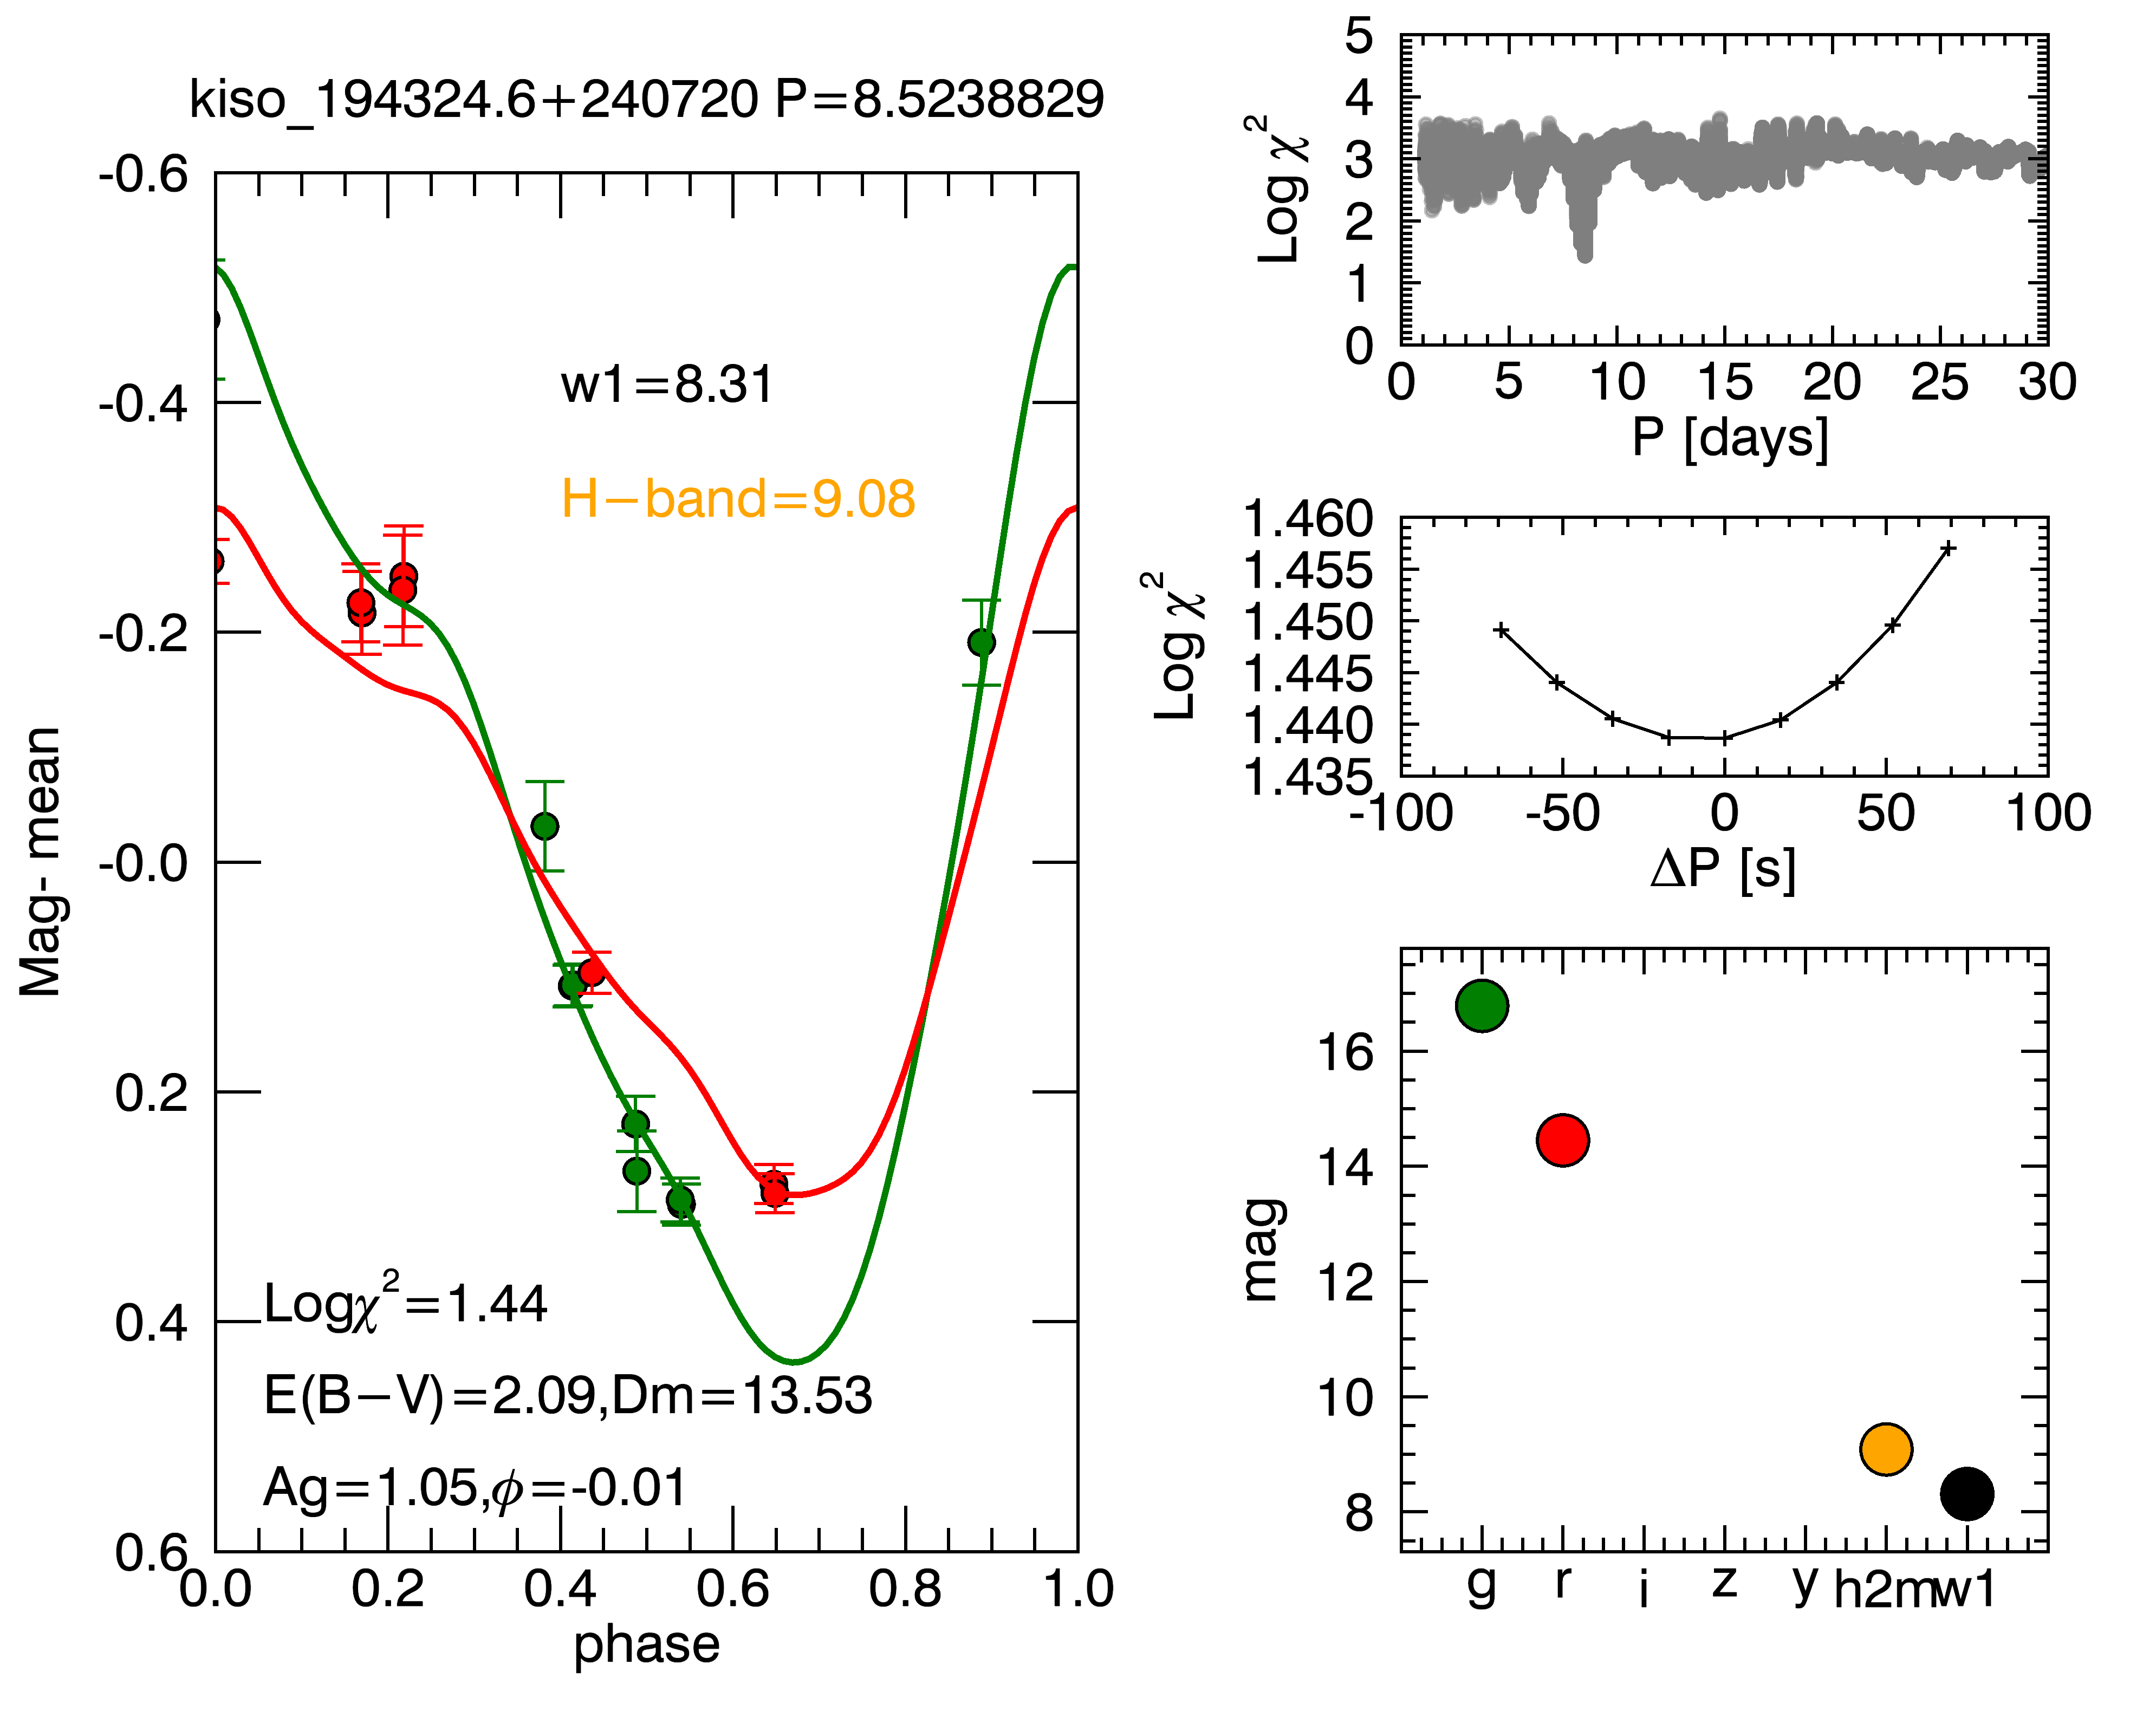 kiso_194324.6+240720 P=8.5238829
-0.6
-0.4
-0.2
-0.0
0.2
0.4
0.6
Mag- mean
w1=8.31
H−band=9.08
Logχ²=1.44
E(B−V)=2.09,Dm=13.53
Ag=1.05,ϕ=-0.01
0.0 0.2 0.4 0.6 0.8 1.0
phase
5
4
3
2
1
0
Log χ²
0 5 10 15 20 25 30
P [days]
1.460
1.455
1.450
1.445
1.440
1.435
Log χ²
-100 -50 0 50 100
ΔP [s]
16
14
12
10
8
mag
g r i z y h2mw1